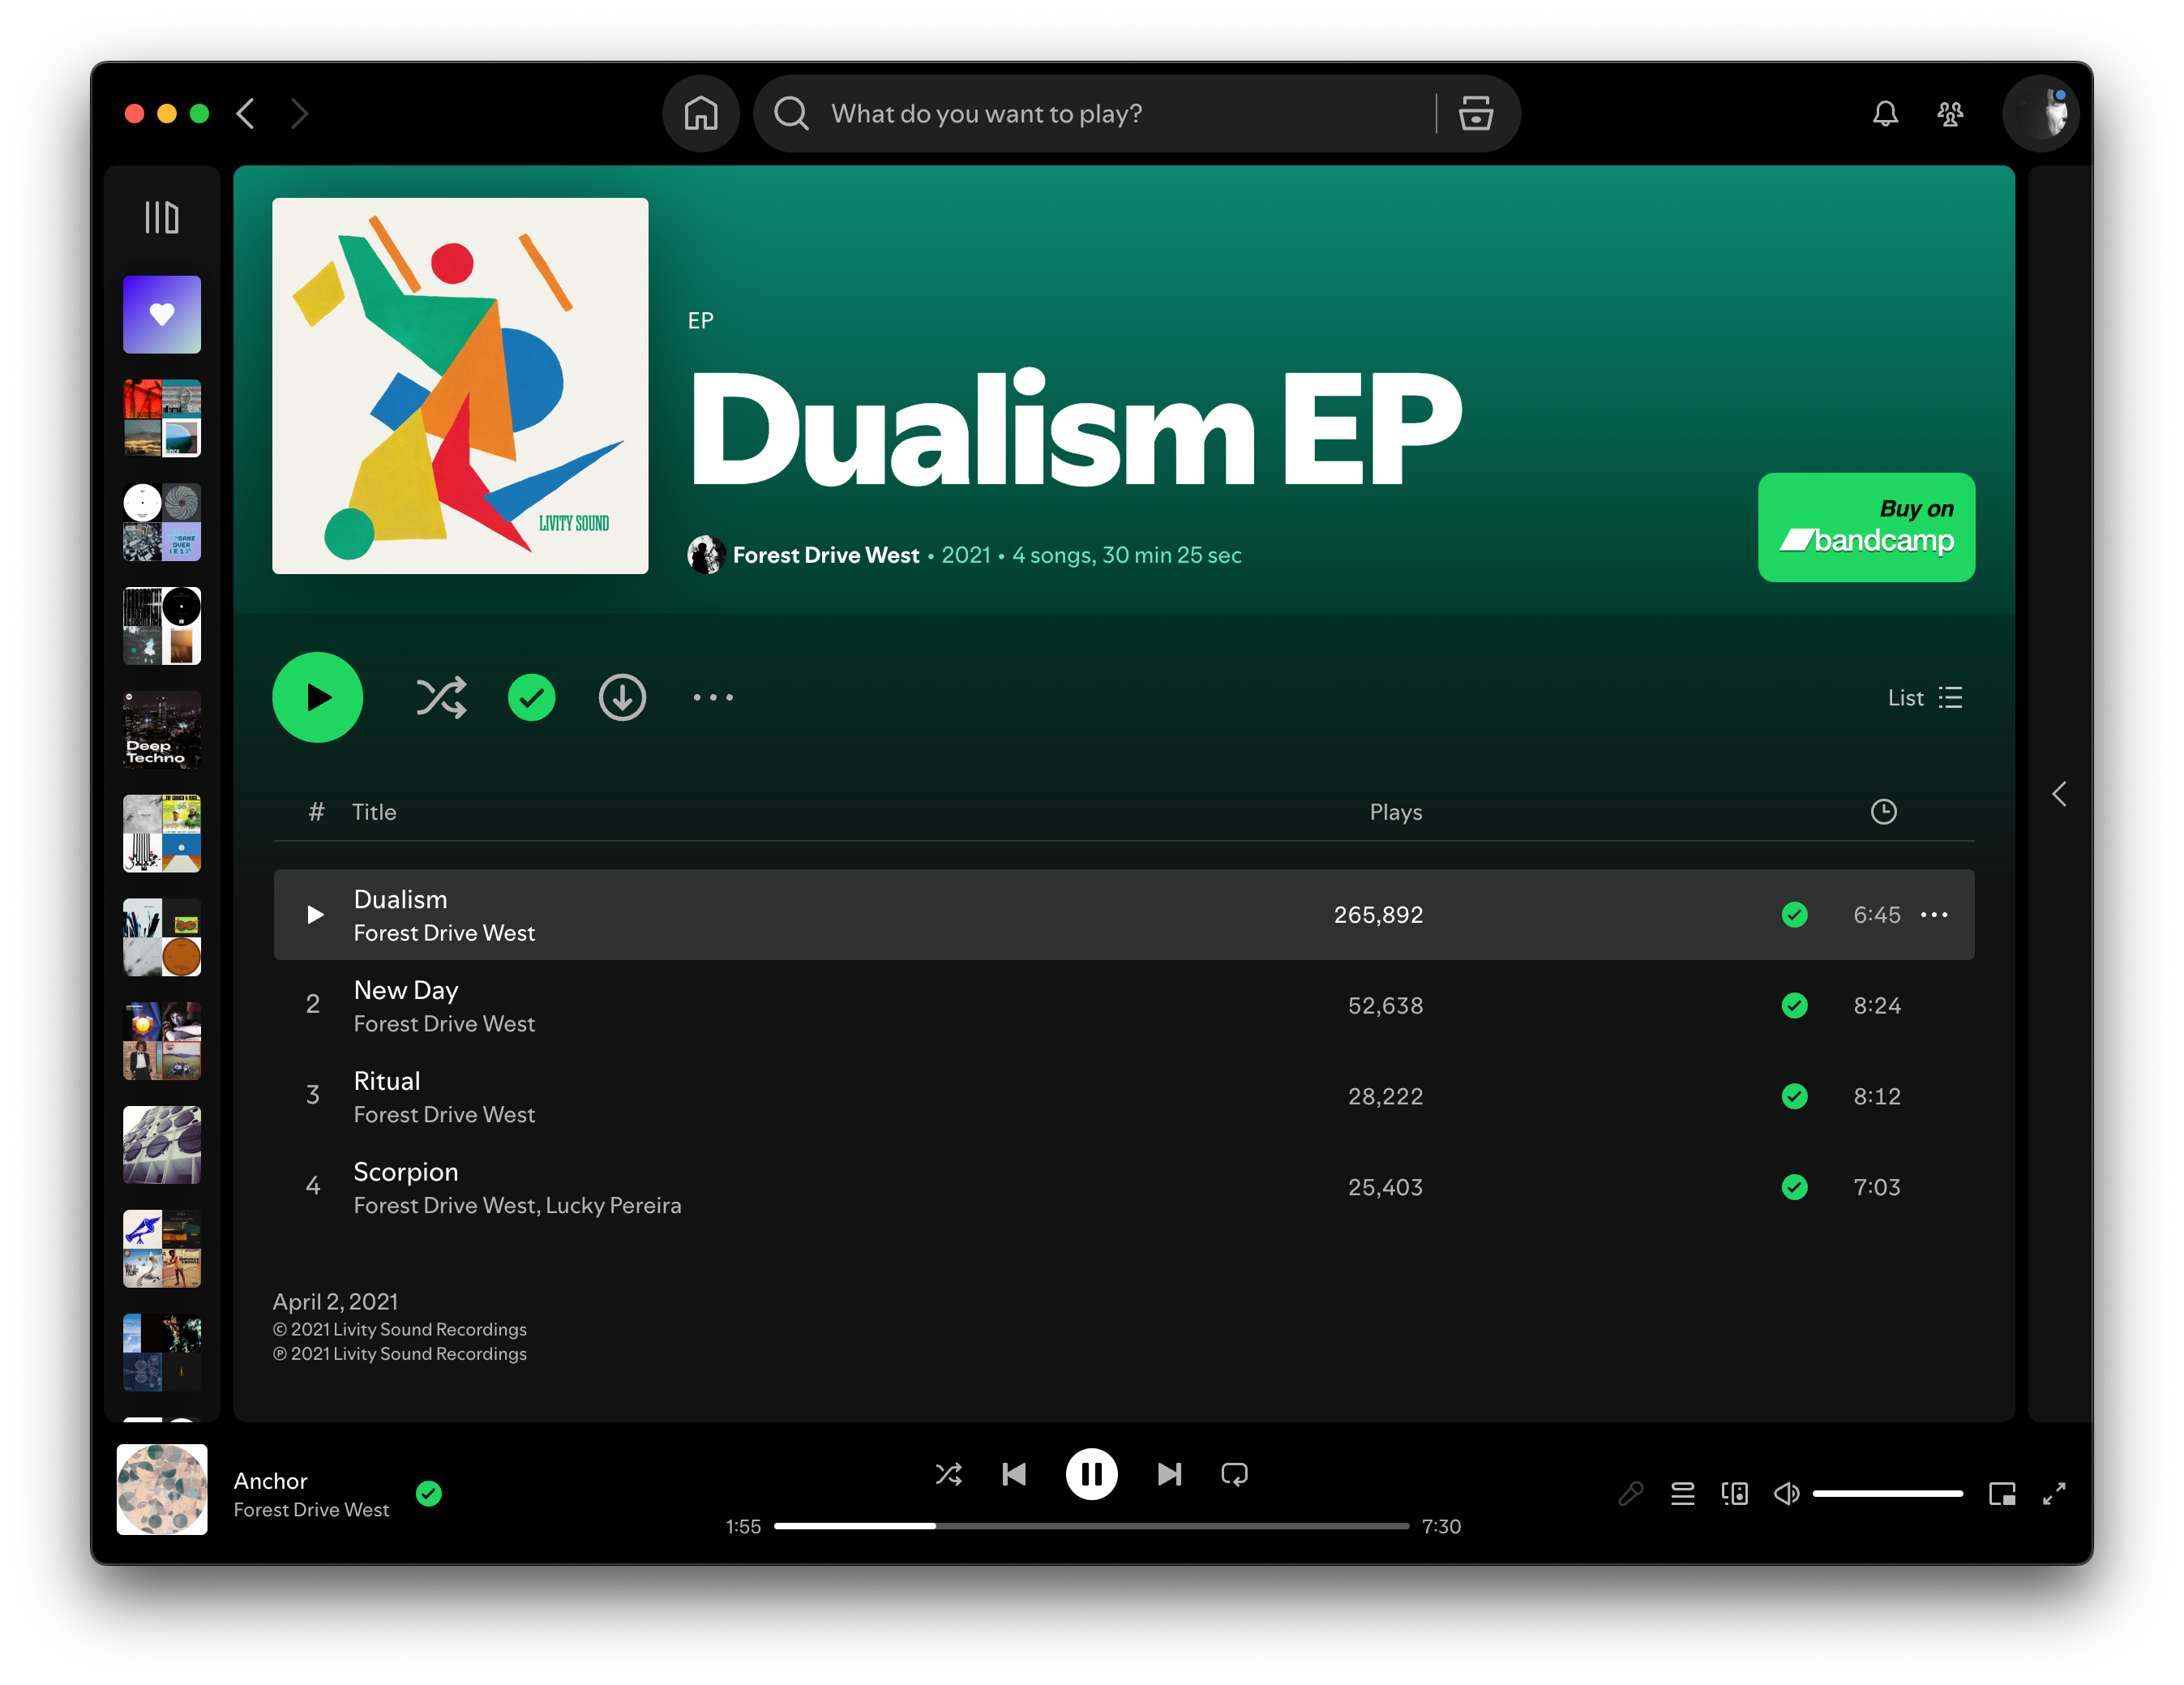 What do you want to play?
LIVITY SOUND
EP
Dualism EP
Forest Drive West • 2021 • 4 songs, 30 min 25 sec
Buy on
bandcamp
Deep
Techno
List
# Title Plays
Dualism
Forest Drive West
265,892 6:45
2 New Day
Forest Drive West
52,638 8:24
3 Ritual
Forest Drive West
28,222 8:12
4 Scorpion
Forest Drive West, Lucky Pereira
25,403 7:03
April 2, 2021
© 2021 Livity Sound Recordings
℗ 2021 Livity Sound Recordings
Anchor
Forest Drive West
1:55 7:30